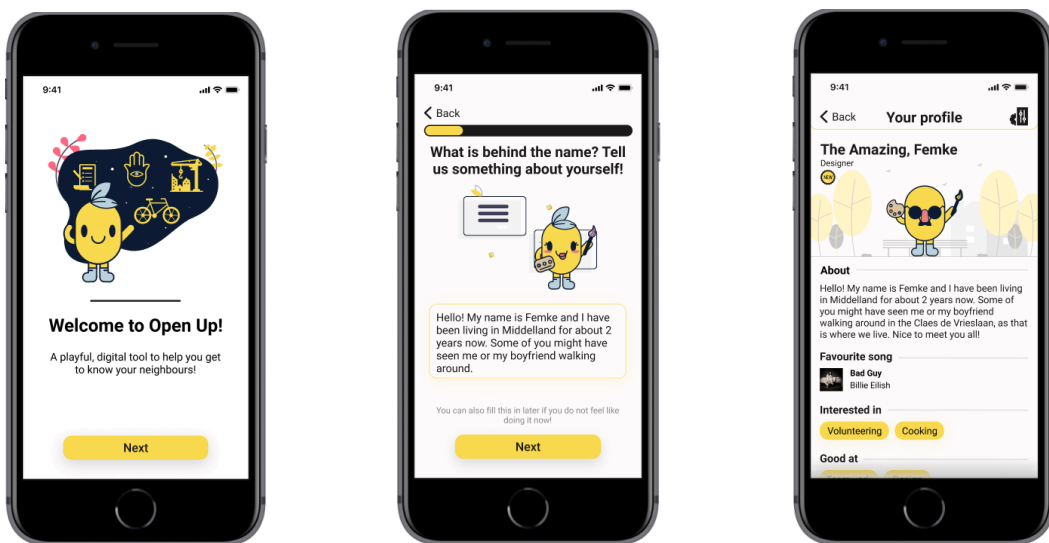 9:41
Welcome to Open Up!
A playful, digital tool to help you get
to know your neighbours!
Next
9:41
Back
What is behind the name? Tell
us something about yourself!
Hello! My name is Femke and I have
been living in Middelland for about 2
years now. Some of you might have
seen me or my boyfriend walking
around.
You can also fill this in later if you do not feel like
doing it now!
Next
9:41
Back Your profile
The Amazing, Femke
Designer
NEW
About
Hello! My name is Femke and I have been living
in Middelland for about 2 years now. Some of
you might have seen me or my boyfriend
walking around in the Claes de Vrieslaan, as that
is where we live. Nice to meet you all!
Favourite song
Bad Guy
Billie Eilish
Interested in
Volunteering Cooking
Good at